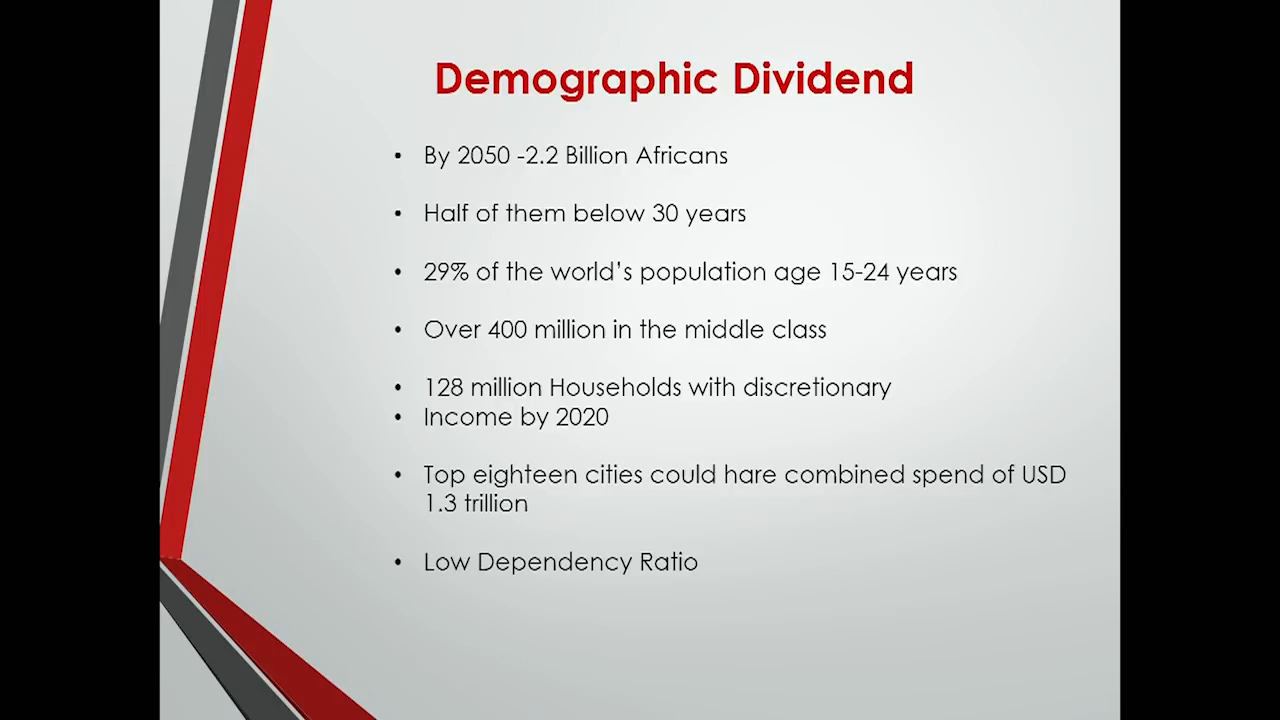 Demographic Dividend
• By 2050 -2.2 Billion Africans
• Half of them below 30 years
• 29% of the world's population age 15-24 years
• Over 400 million in the middle class
• 128 million Households with discretionary
• Income by 2020
• Top eighteen cities could hare combined spend of USD
1.3 trillion
• Low Dependency Ratio